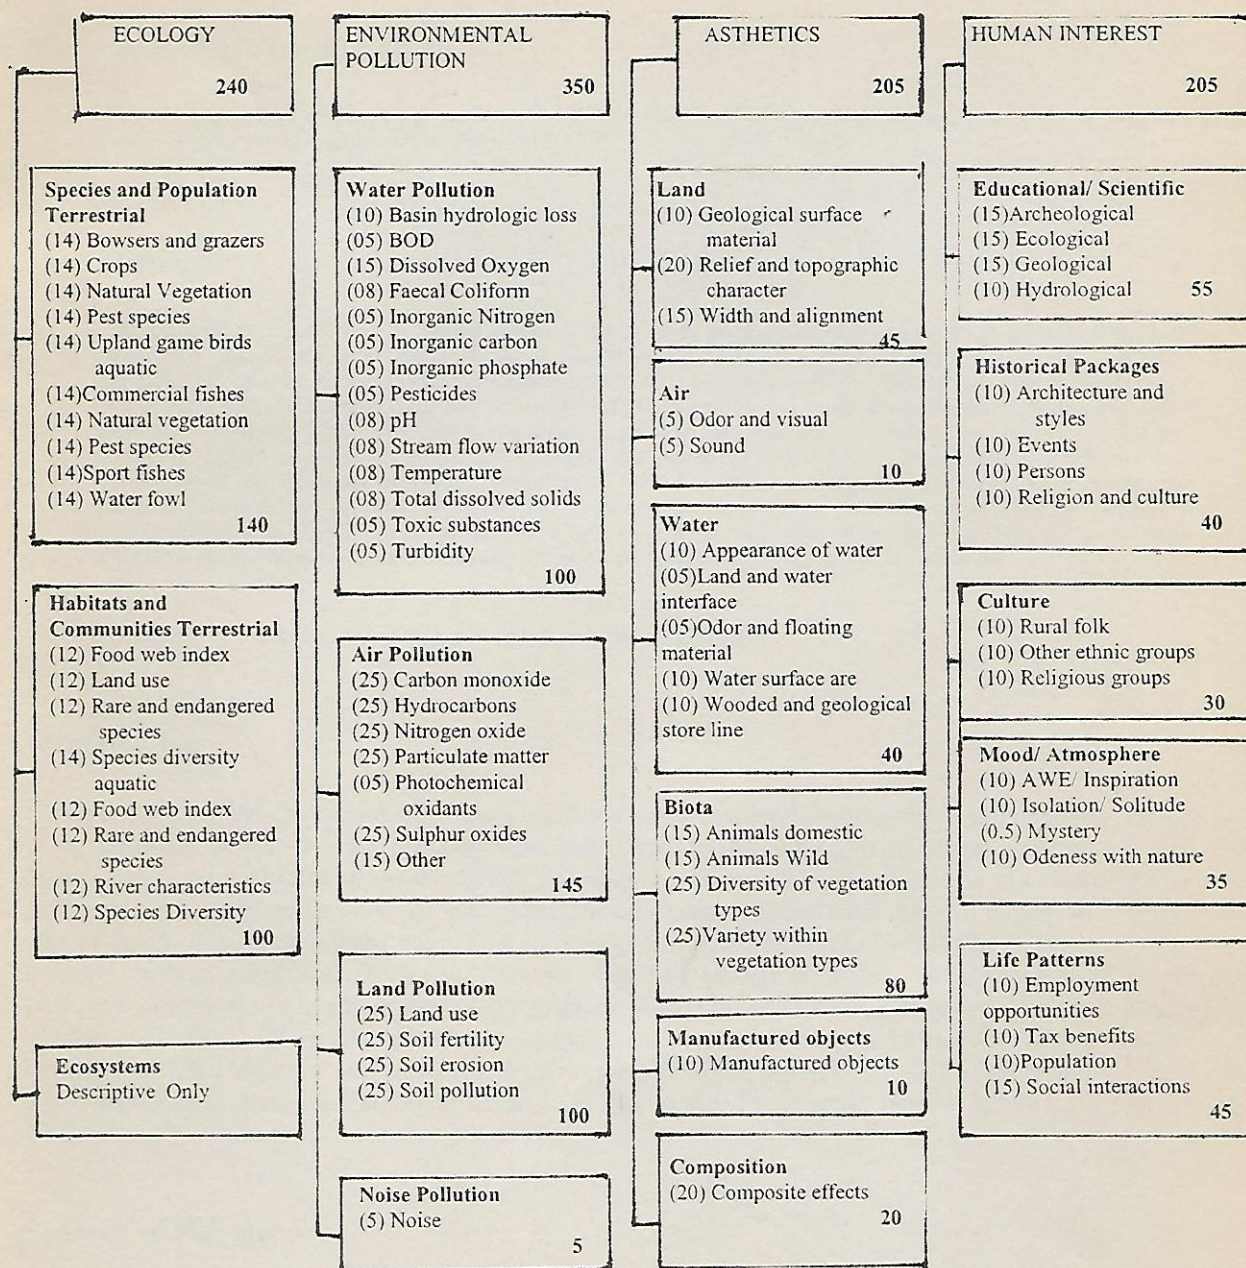 ECOLOGY
240
Species and Population
Terrestrial
(14) Bowsers and grazers
(14) Crops
(14) Natural Vegetation
(14) Pest species
(14) Upland game birds
aquatic
(14)Commercial fishes
(14) Natural vegetation
(14) Pest species
(14)Sport fishes
(14) Water fowl
140
Habitats and
Communities Terrestrial
(12) Food web index
(12) Land use
(12) Rare and endangered
species
(14) Species diversity
aquatic
(12) Food web index
(12) Rare and endangered
species
(12) River characteristics
(12) Species Diversity
100
Ecosystems
Descriptive Only
ENVIRONMENTAL
POLLUTION
350
Water Pollution
(10) Basin hydrologic loss
(05) BOD
(15) Dissolved Oxygen
(08) Faecal Coliform
(05) Inorganic Nitrogen
(05) Inorganic carbon
(05) Inorganic phosphate
(05) Pesticides
(08) pH
(08) Stream flow variation
(08) Temperature
(08) Total dissolved solids
(05) Toxic substances
(05) Turbidity
100
Air Pollution
(25) Carbon monoxide
(25) Hydrocarbons
(25) Nitrogen oxide
(25) Particulate matter
(05) Photochemical
oxidants
(25) Sulphur oxides
(15) Other
145
Land Pollution
(25) Land use
(25) Soil fertility
(25) Soil erosion
(25) Soil pollution
100
Noise Pollution
(5) Noise
5
ASTHETICS
205
Land
(10) Geological surface
material
(20) Relief and topographic
character
(15) Width and alignment
45
Air
(5) Odor and visual
(5) Sound
10
Water
(10) Appearance of water
(05)Land and water
interface
(05)Odor and floating
material
(10) Water surface are
(10) Wooded and geological
store line
40
Biota
(15) Animals domestic
(15) Animals Wild
(25) Diversity of vegetation
types
(25)Variety within
vegetation types
80
Manufactured objects
(10) Manufactured objects
10
Composition
(20) Composite effects
20
HUMAN INTEREST
205
Educational/ Scientific
(15)Archeological
(15) Ecological
(15) Geological
(10) Hydrological 55
Historical Packages
(10) Architecture and
styles
(10) Events
(10) Persons
(10) Religion and culture
40
Culture
(10) Rural folk
(10) Other ethnic groups
(10) Religious groups
30
Mood/ Atmosphere
(10) AWE/ Inspiration
(10) Isolation/ Solitude
(0.5) Mystery
(10) Odeness with nature
35
Life Patterns
(10) Employment
opportunities
(10) Tax benefits
(10)Population
(15) Social interactions
45